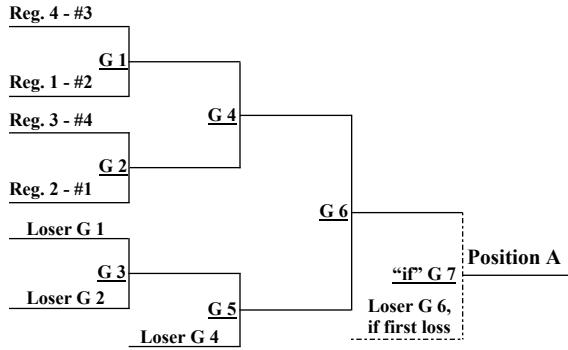 Reg. 4 - #3
G 1
Reg. 1 - #2
G 4
Reg. 3 - #4
G 2
Reg. 2 - #1
G 6
Loser G 1
Position A
G 3
“if” G 7
Loser G 2
G 5
Loser G 6,
if first loss
Loser G 4